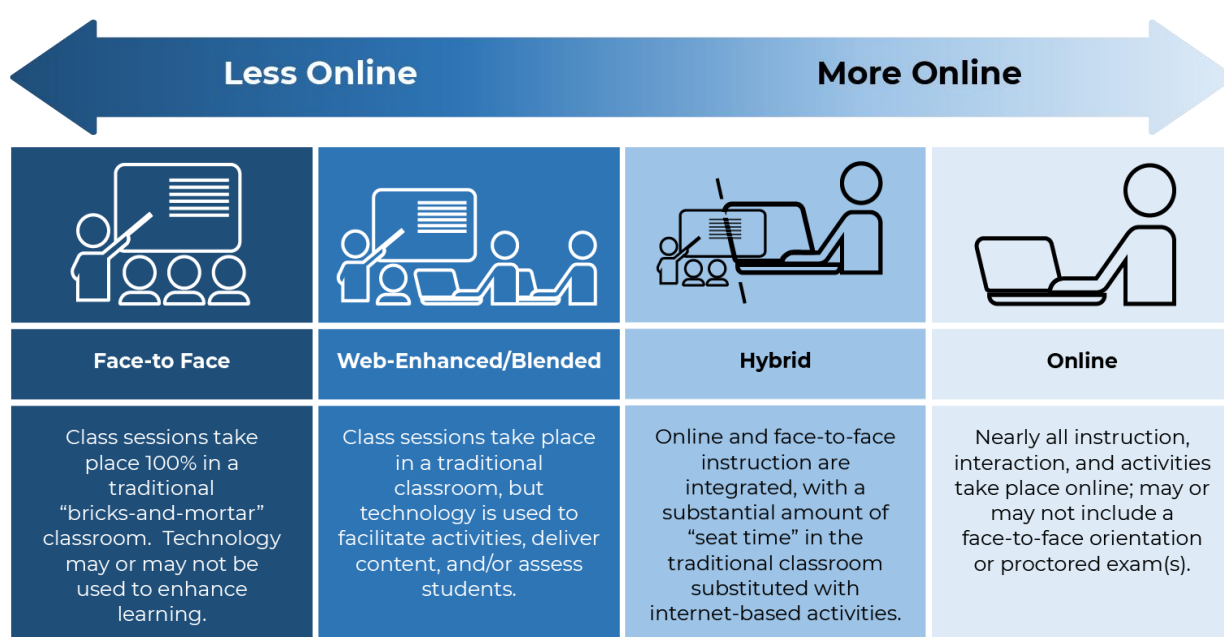 Less Online
More Online
Face-to Face
Web-Enhanced/Blended
Hybrid
Online
Class sessions take
place 100% in a
traditional
“bricks-and-mortar”
classroom.  Technology
may or may not be
used to enhance
learning.
Class sessions take place
in a traditional
classroom, but
technology is used to
facilitate activities, deliver
content, and/or assess
students.
Online and face-to-face
instruction are
integrated, with a
substantial amount of
“seat time” in the
traditional classroom
substituted with
internet-based activities.
Nearly all instruction,
interaction, and activities
take place online; may or
may not include a
face-to-face orientation
or proctored exam(s).